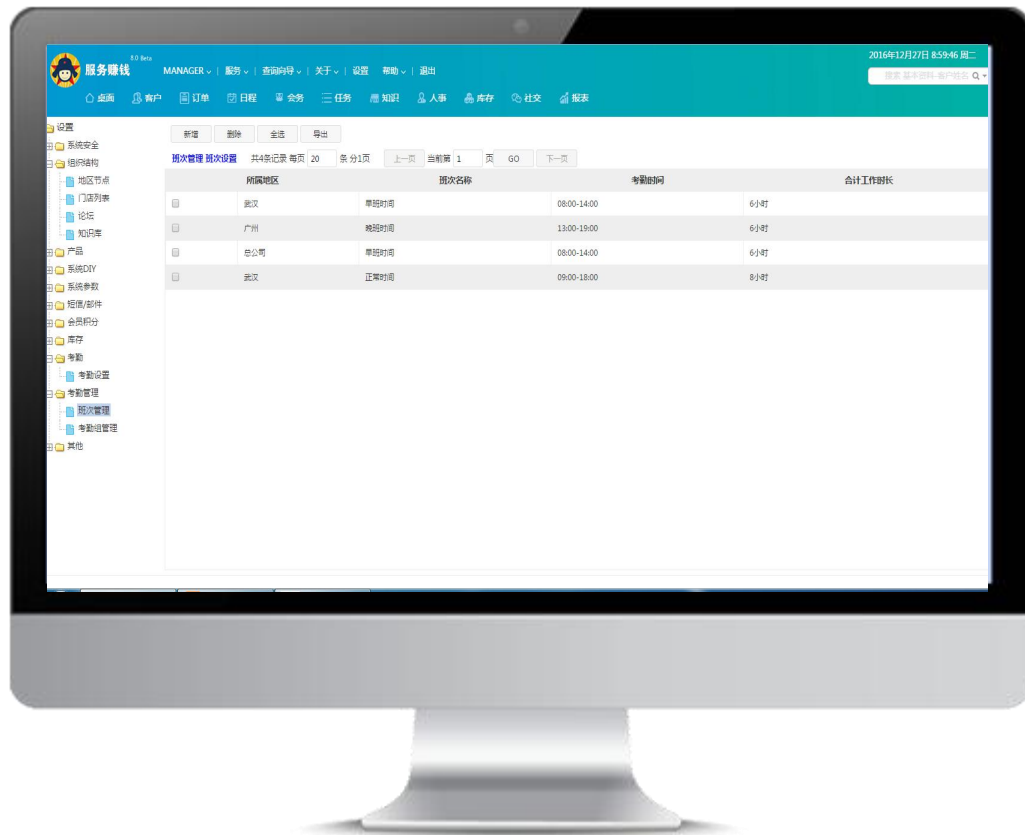 8.0 Beta
服务赚钱
MANAGER | 服务 | 查询向导 | 关于 | 设置 帮助 | 退出
2016年12月27日 8:59:46 周二
搜索 基本资料-客户姓名
桌面 客户 订单 日程 会务 任务 知识 人事 库存 社交 报表
设置
系统安全
组织结构
地区节点
门店列表
论坛
知识库
产品
系统DIY
系统参数
短信/邮件
会员积分
库存
考勤
考勤设置
考勤管理
班次管理
考勤组管理
其他
新增 删除 全选 导出
班次管理 班次设置 共4条记录 每页 20 条 分1页 上一页 当前第 1 页 GO 下一页
所属地区 班次名称 考勤时间 合计工作时长
武汉 早班时间 08:00-14:00 6小时
广州 晚班时间 13:00-19:00 6小时
总公司 早班时间 08:00-14:00 6小时
武汉 正常时间 09:00-18:00 8小时